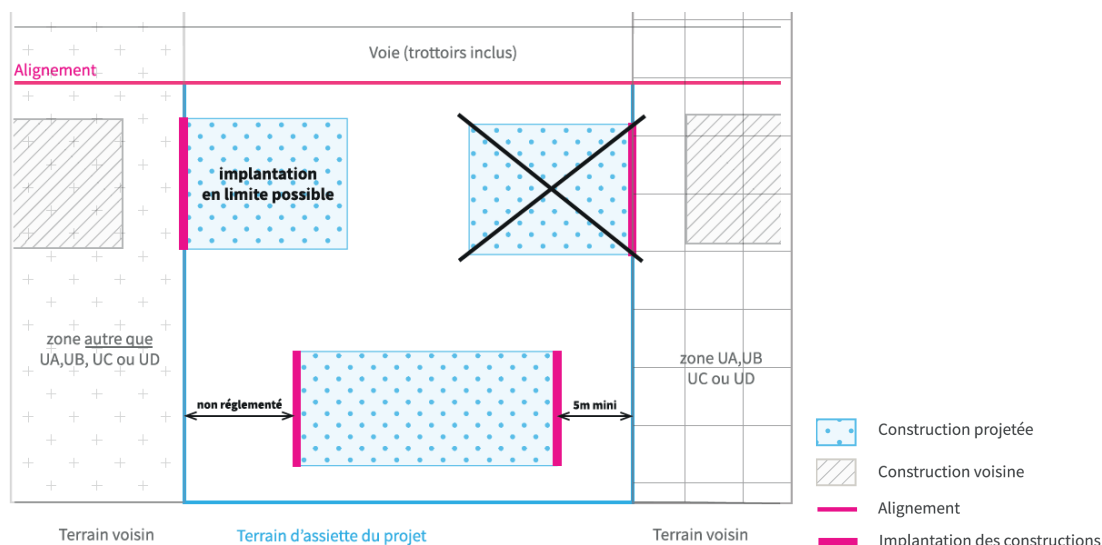 Voie (trottoirs inclus)
Alignement
implantation
en limite possible
zone autre que
UA,UB, UC ou UD
zone UA,UB
UC ou UD
non réglementé
5m mini
Construction projetée
Construction voisine
Alignement
Implantation des constructions
Terrain voisin
Terrain d'assiette du projet
Terrain voisin